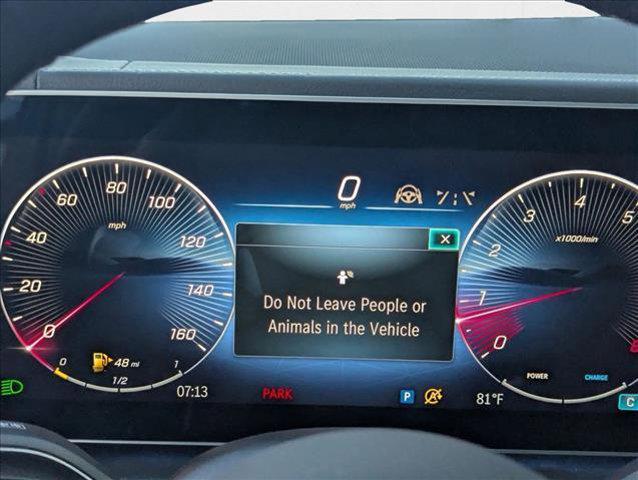 0
mph
80
60
100
mph
40
120
20
140
0
160
0
48 mi
1
1/2
07:13
PARK
X
Do Not Leave People or
Animals in the Vehicle
P
A
81°F
4
3
5
x1000/min
2
1
0
POWER
CHARGE
C